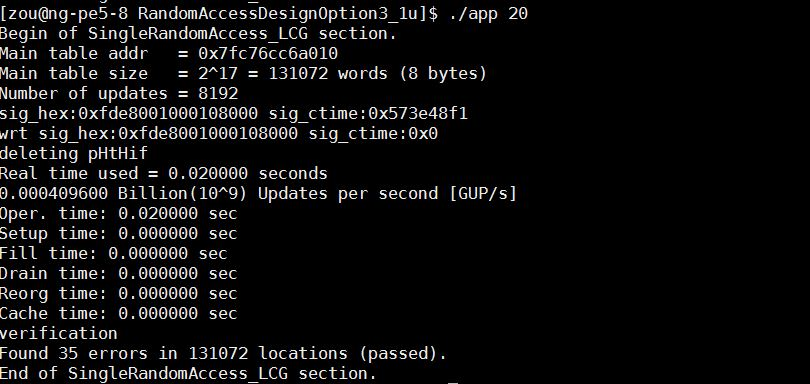 [zou@ng-pe5-8 RandomAccessDesignOption3_1u]$ ./app 20
Begin of SingleRandomAccess_LCG section.
Main table addr   = 0x7fc76cc6a010
Main table size   = 2^17 = 131072 words (8 bytes)
Number of updates = 8192
sig_hex:0xfde8001000108000 sig_ctime:0x573e48f1
wrt sig_hex:0xfde8001000108000 sig_ctime:0x0
deleting pHtHif
Real time used = 0.020000 seconds
0.000409600 Billion(10^9) Updates per second [GUP/s]
Oper. time: 0.020000 sec
Setup time: 0.000000 sec
Fill time: 0.000000 sec
Drain time: 0.000000 sec
Reorg time: 0.000000 sec
Cache time: 0.000000 sec
verification
Found 35 errors in 131072 locations (passed).
End of SingleRandomAccess_LCG section.